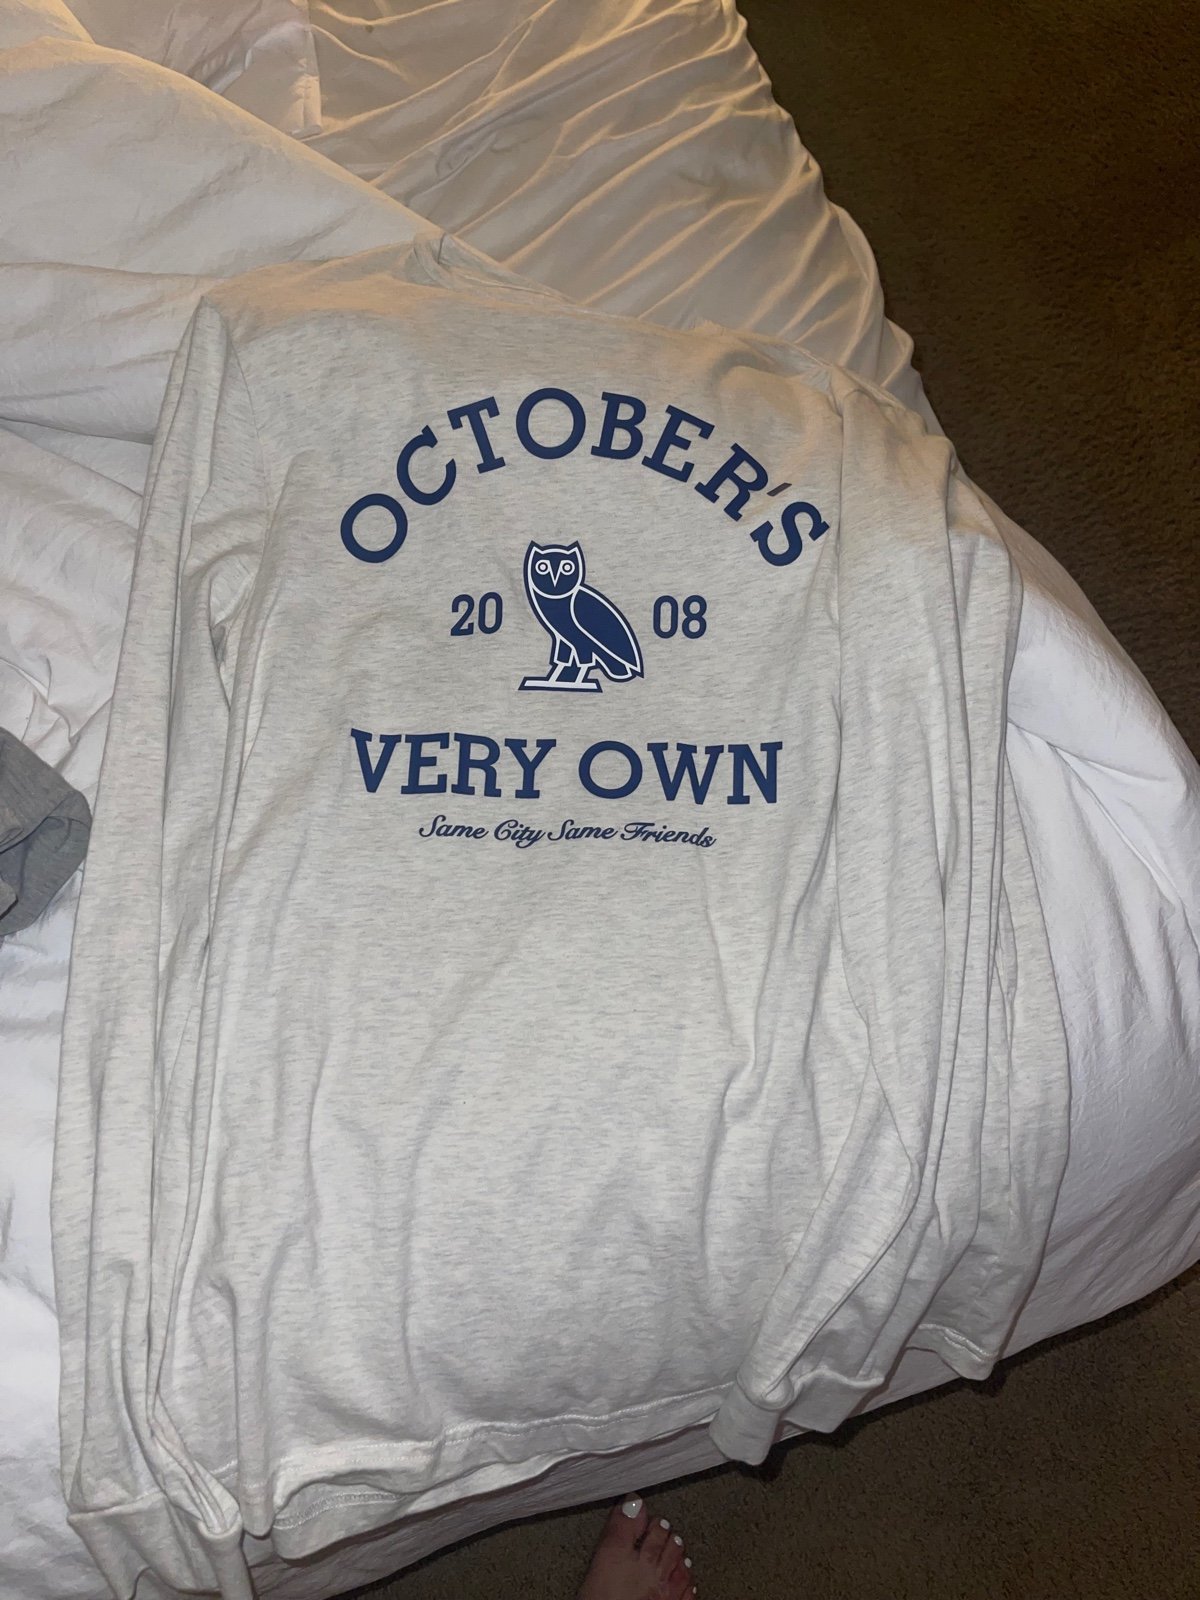 OCTOBER'S
20 08
VERY OWN
Same City Same Friends